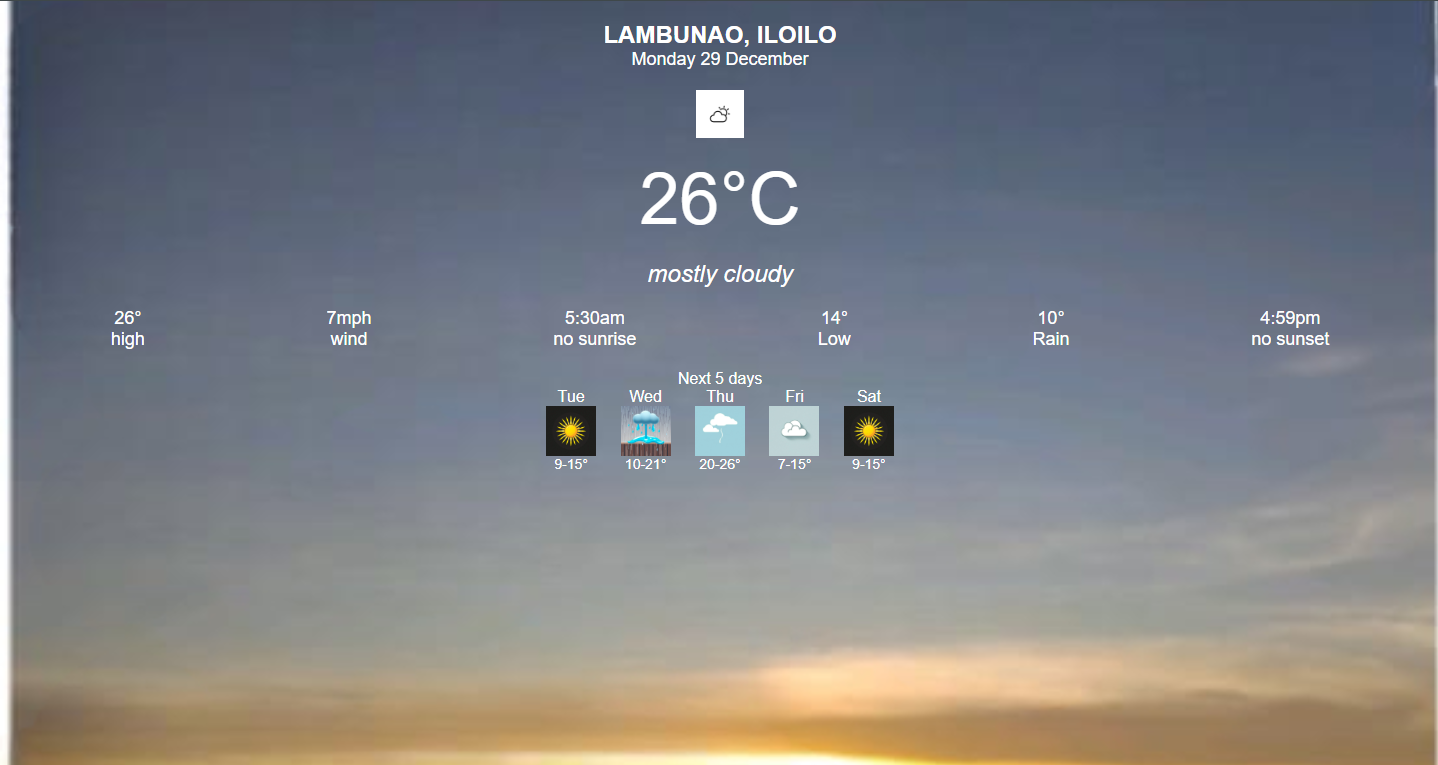 LAMBUNAO, ILOILO
Monday 29 December
26°C
mostly cloudy
26° 7mph 5:30am 14° 10° 4:59pm
high wind no sunrise Low Rain no sunset
Next 5 days
Tue Wed Thu Fri Sat
9-15° 10-21° 20-26° 7-15° 9-15°